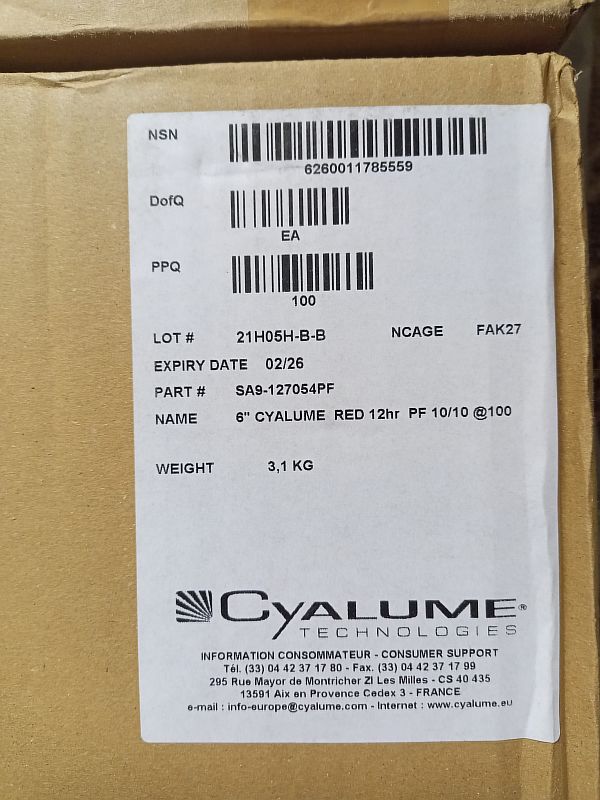 NSN
6260011785559
DofQ
EA
PPQ
100
LOT # 21H05H-B-B NCAGE FAK27
EXPIRY DATE 02/26
PART # SA9-127054PF
NAME 6" CYALUME RED 12hr PF 10/10 @100
WEIGHT 3,1 KG
CYALUME®
TECHNOLOGIES
INFORMATION CONSOMMATEUR - CONSUMER SUPPORT
Tél. (33) 04 42 37 17 80 - Fax. (33) 04 42 37 17 99
295 Rue Mayor de Montricher ZI Les Milles - CS 40 435
13591 Aix en Provence Cedex 3 - FRANCE
e-mail : info-europe@cyalume.com - Internet : www.cyalume.eu